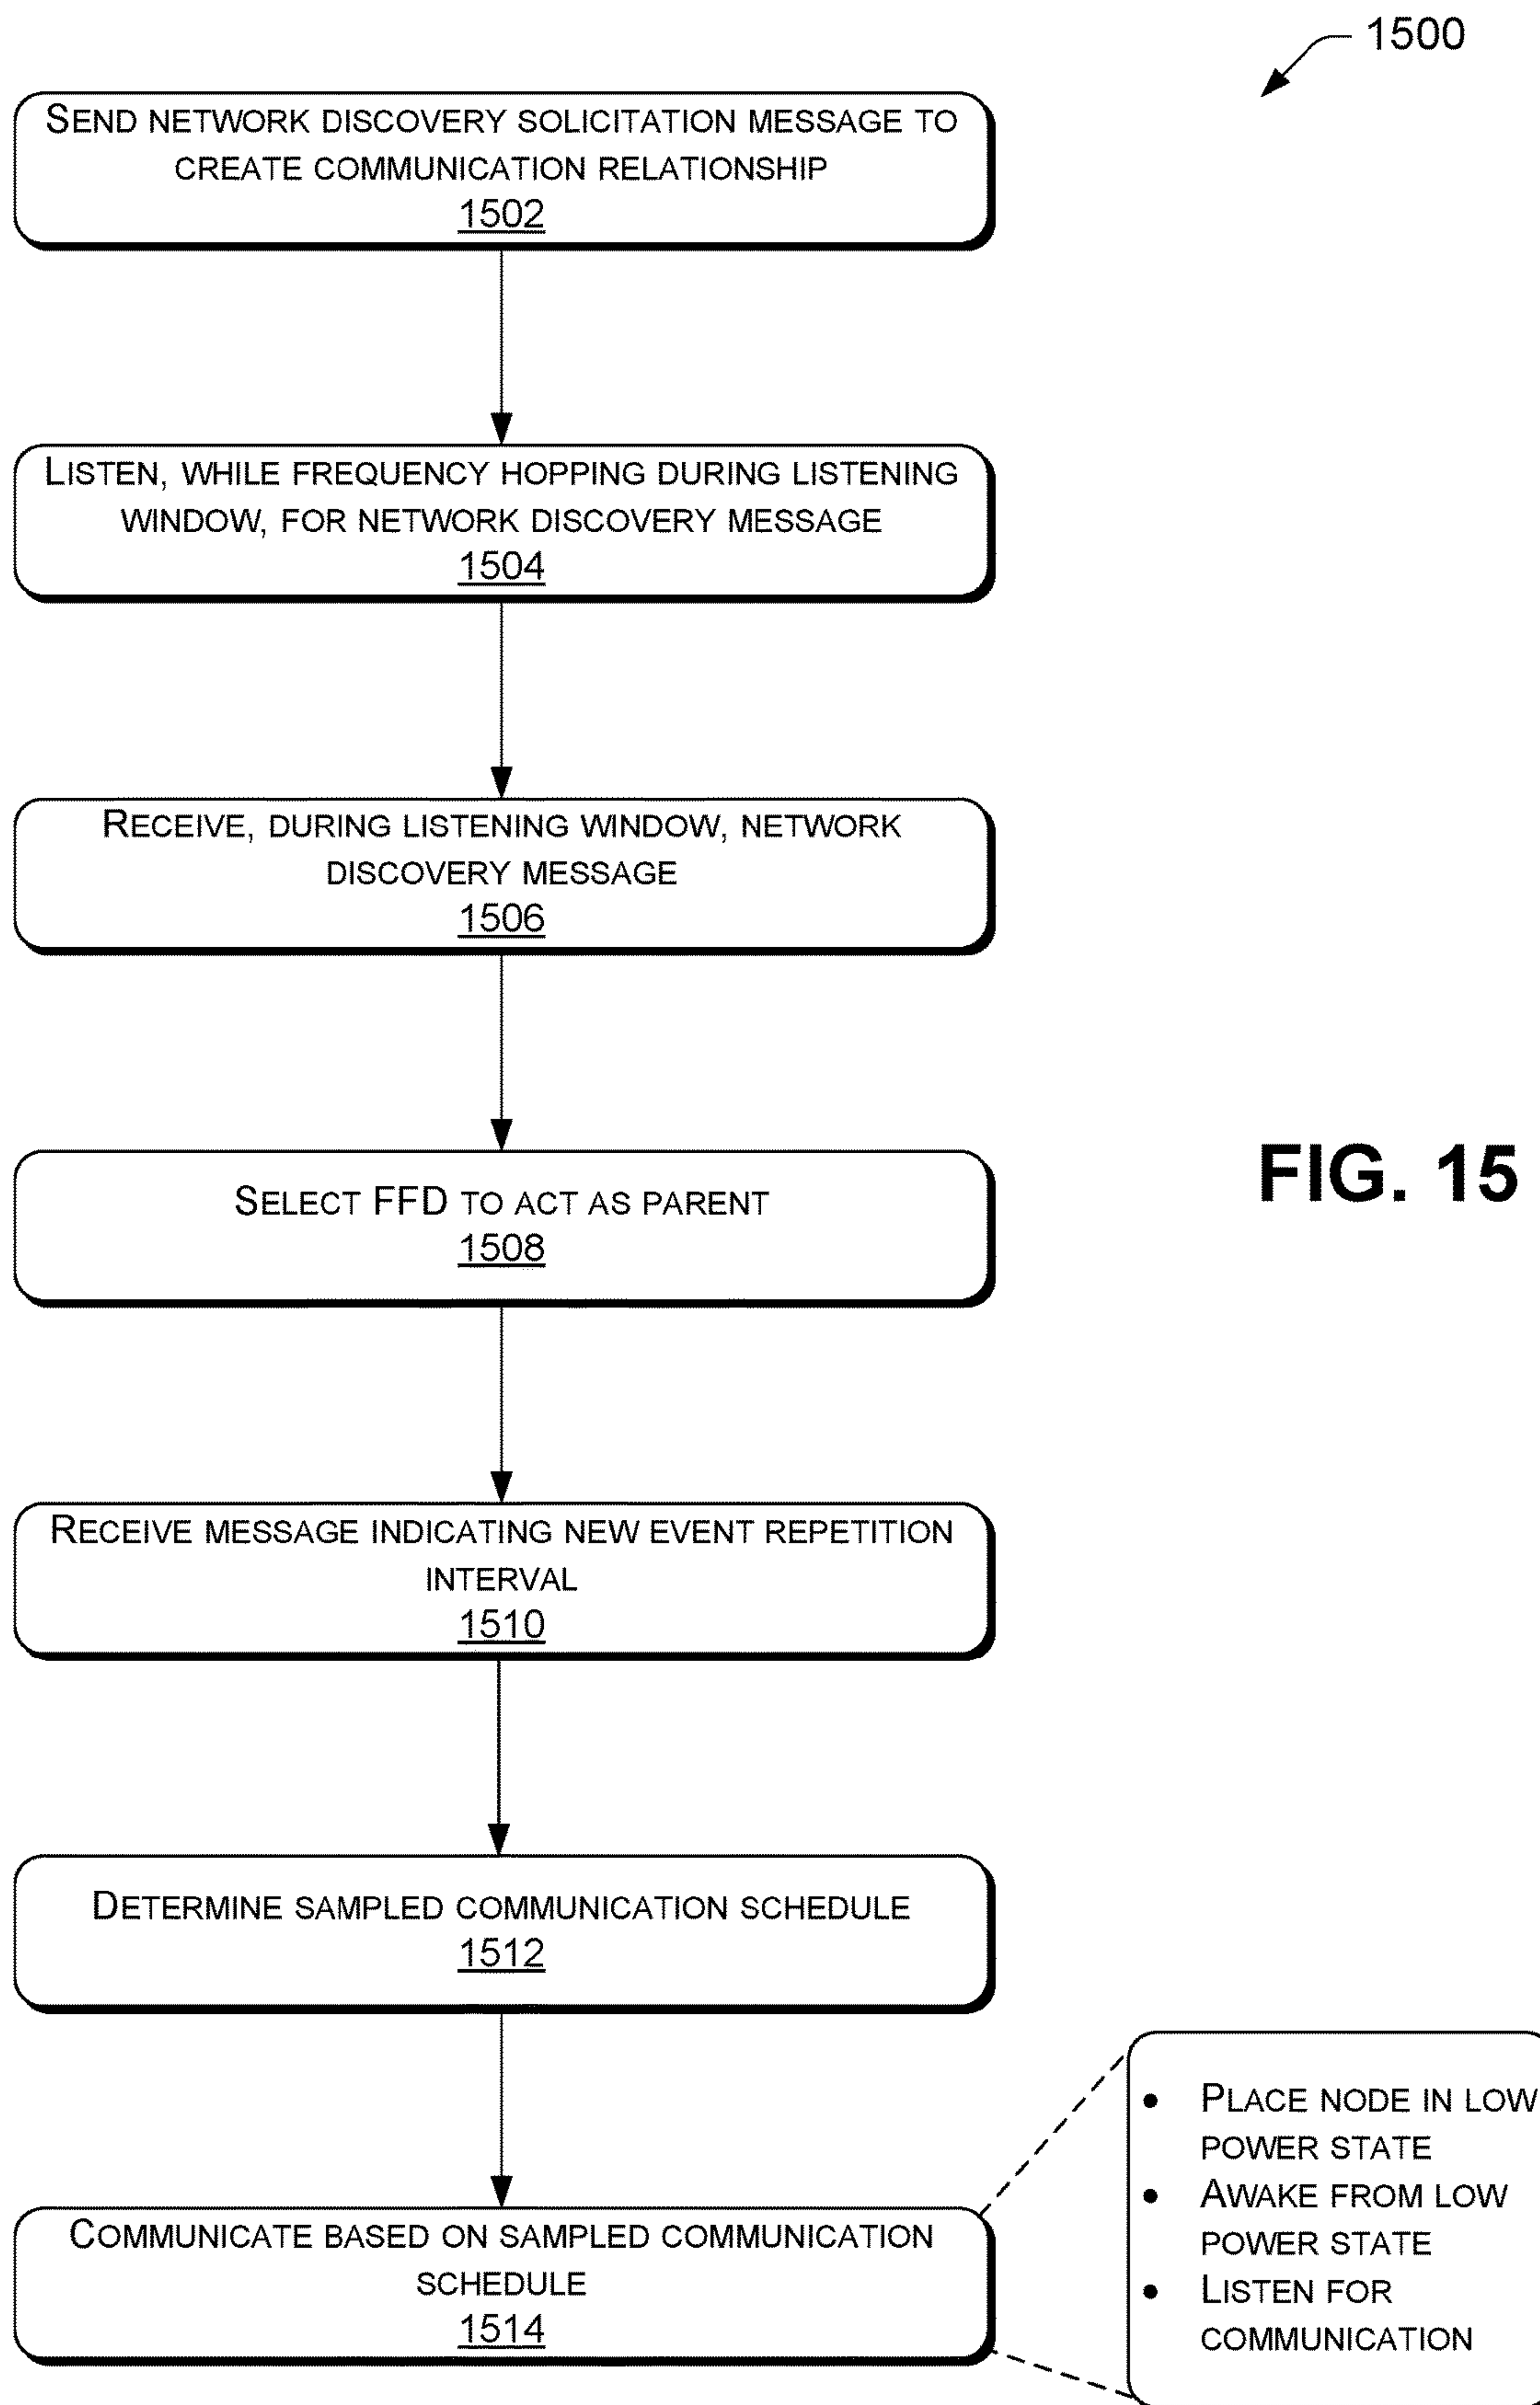 1500
SEND NETWORK DISCOVERY SOLICITATION MESSAGE TO
CREATE COMMUNICATION RELATIONSHIP
1502
LISTEN, WHILE FREQUENCY HOPPING DURING LISTENING
WINDOW, FOR NETWORK DISCOVERY MESSAGE
1504
RECEIVE, DURING LISTENING WINDOW, NETWORK
DISCOVERY MESSAGE
1506
SELECT FFD TO ACT AS PARENT
1508
FIG. 15
RECEIVE MESSAGE INDICATING NEW EVENT REPETITION
INTERVAL
1510
DETERMINE SAMPLED COMMUNICATION SCHEDULE
1512
COMMUNICATE BASED ON SAMPLED COMMUNICATION
SCHEDULE
1514
• PLACE NODE IN LOW
POWER STATE
• AWAKE FROM LOW
POWER STATE
• LISTEN FOR
COMMUNICATION